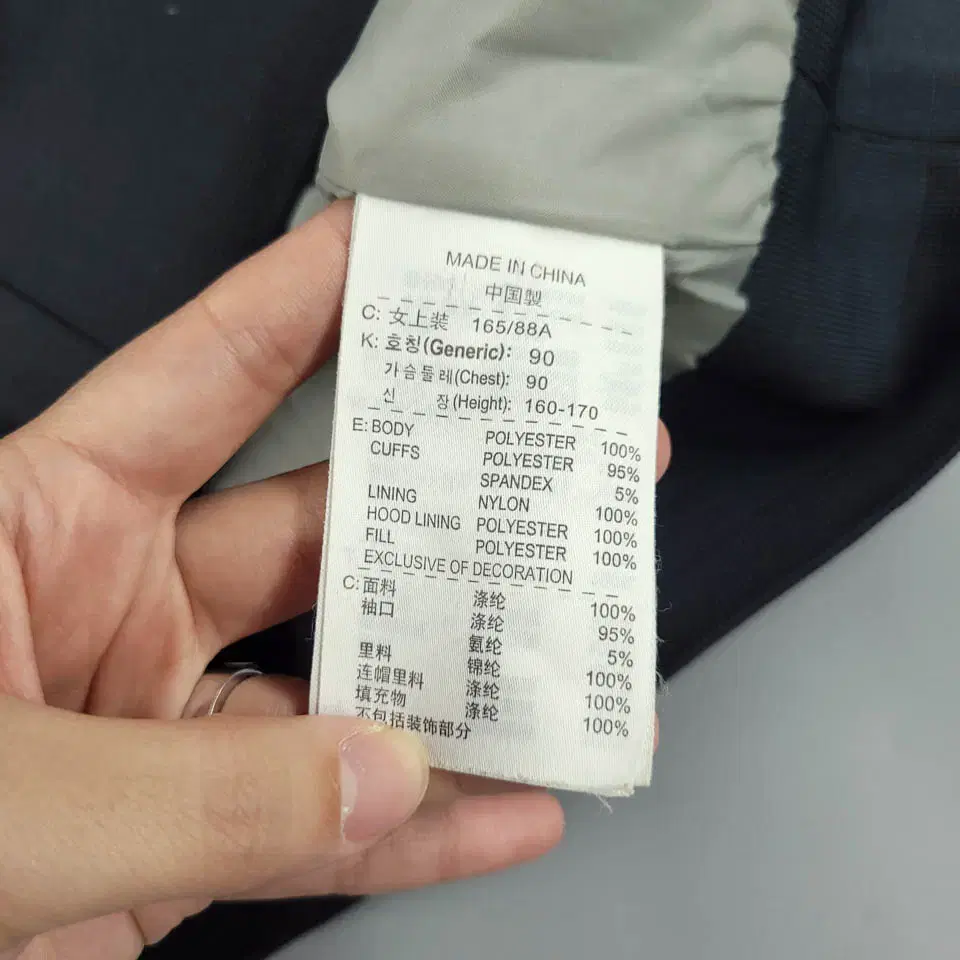 MADE IN CHINA
中国製
C: 女上装 165/88A
K: 호칭(Generic): 90
가슴둘레(Chest): 90
신 장(Height): 160-170
E: BODY POLYESTER 100%
CUFFS POLYESTER 95%
SPANDEX 5%
LINING NYLON 100%
HOOD LINING POLYESTER 100%
FILL POLYESTER 100%
EXCLUSIVE OF DECORATION
C: 面料 涤纶 100%
袖口 涤纶 95%
氨纶 5%
里料 锦纶 100%
连帽里料 涤纶 100%
填充物 涤纶 100%
不包括装饰部分